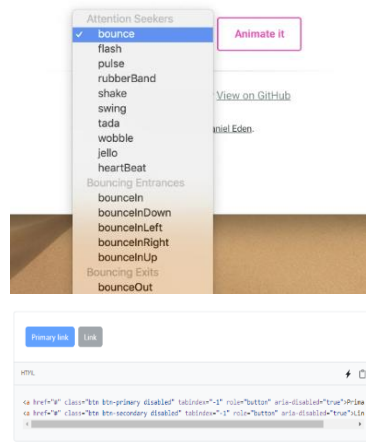 Attention Seekers
✓ bounce
Animate it
flash
pulse
rubberBand
shake
View on GitHub
swing
tada
niel Eden.
wobble
jello
heartBeat
Bouncing Entrances
bounceIn
bounceInDown
bounceInLeft
bounceInRight
bounceInUp
Bouncing Exits
bounceOut
Primary link Link
HTML
<a href="#" class="btn btn-primary disabled" tabindex="-1" role="button" aria-disabled="true">Prima
<a href="#" class="btn btn-secondary disabled" tabindex="-1" role="button" aria-disabled="true">Lin